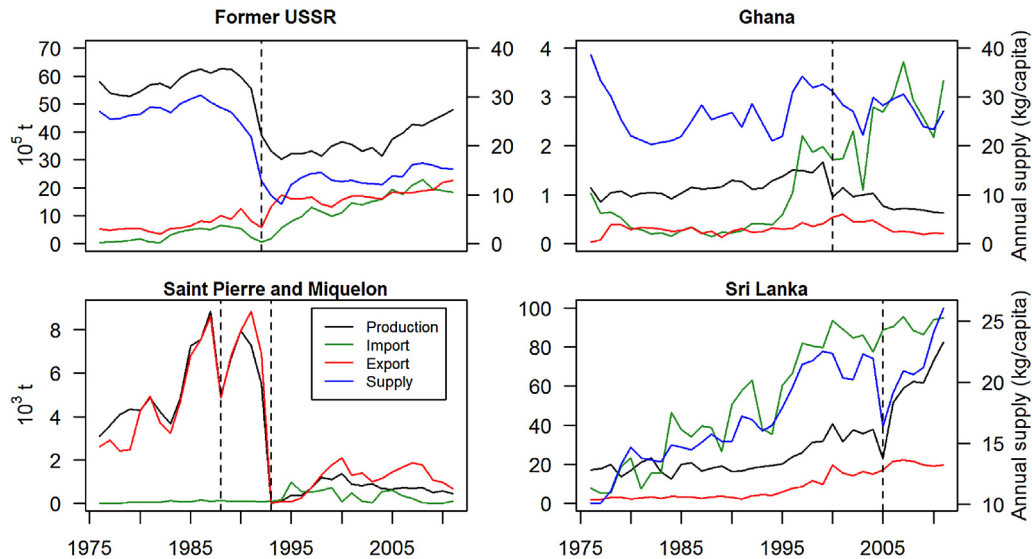 Former USSR
Ghana
70
60
50
40
30
20
10
0
10⁵ t
40
30
20
10
0
4
3
2
1
0
40
30
20
10
0
Annual supply (kg/capita)
Saint Pierre and Miquelon
Sri Lanka
8
6
4
2
0
10³ t
Production
Import
Export
Supply
100
80
60
40
20
0
25
20
15
10
Annual supply (kg/capita)
1975 1985 1995 2005
1975 1985 1995 2005